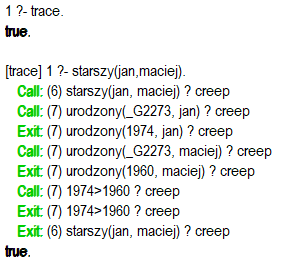 1 ?- trace.
true.
[trace] 1 ?- starszy(jan,maciej).
Call: (6) starszy(jan, maciej) ? creep
Call: (7) urodzony(_G2273, jan) ? creep
Exit: (7) urodzony(1974, jan) ? creep
Call: (7) urodzony(_G2273, maciej) ? creep
Exit: (7) urodzony(1960, maciej) ? creep
Call: (7) 1974>1960 ? creep
Exit: (7) 1974>1960 ? creep
Exit: (6) starszy(jan, maciej) ? creep
true.